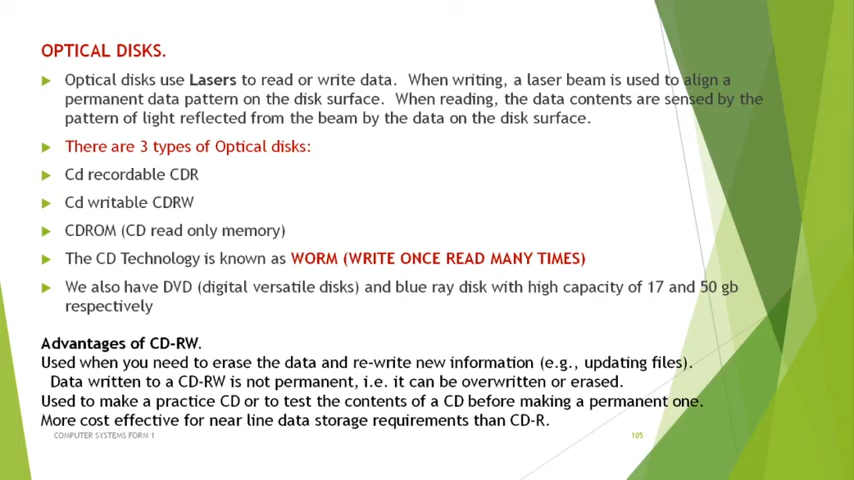 OPTICAL DISKS.
Optical disks use Lasers to read or write data. When writing, a laser beam is used to align a
permanent data pattern on the disk surface. When reading, the data contents are sensed by the
pattern of light reflected from the beam by the data on the disk surface.
There are 3 types of Optical disks:
Cd recordable CDR
Cd writable CDRW
CDROM (CD read only memory)
The CD Technology is known as WORM (WRITE ONCE READ MANY TIMES)
We also have DVD (digital versatile disks) and blue ray disk with high capacity of 17 and 50 gb
respectively
Advantages of CD-RW.
Used when you need to erase the data and re-write new information (e.g., updating files).
Data written to a CD-RW is not permanent, i.e. it can be overwritten or erased.
Used to make a practice CD or to test the contents of a CD before making a permanent one.
More cost effective for near line data storage requirements than CD-R.
COMPUTER SYSTEMS FORM 1
105